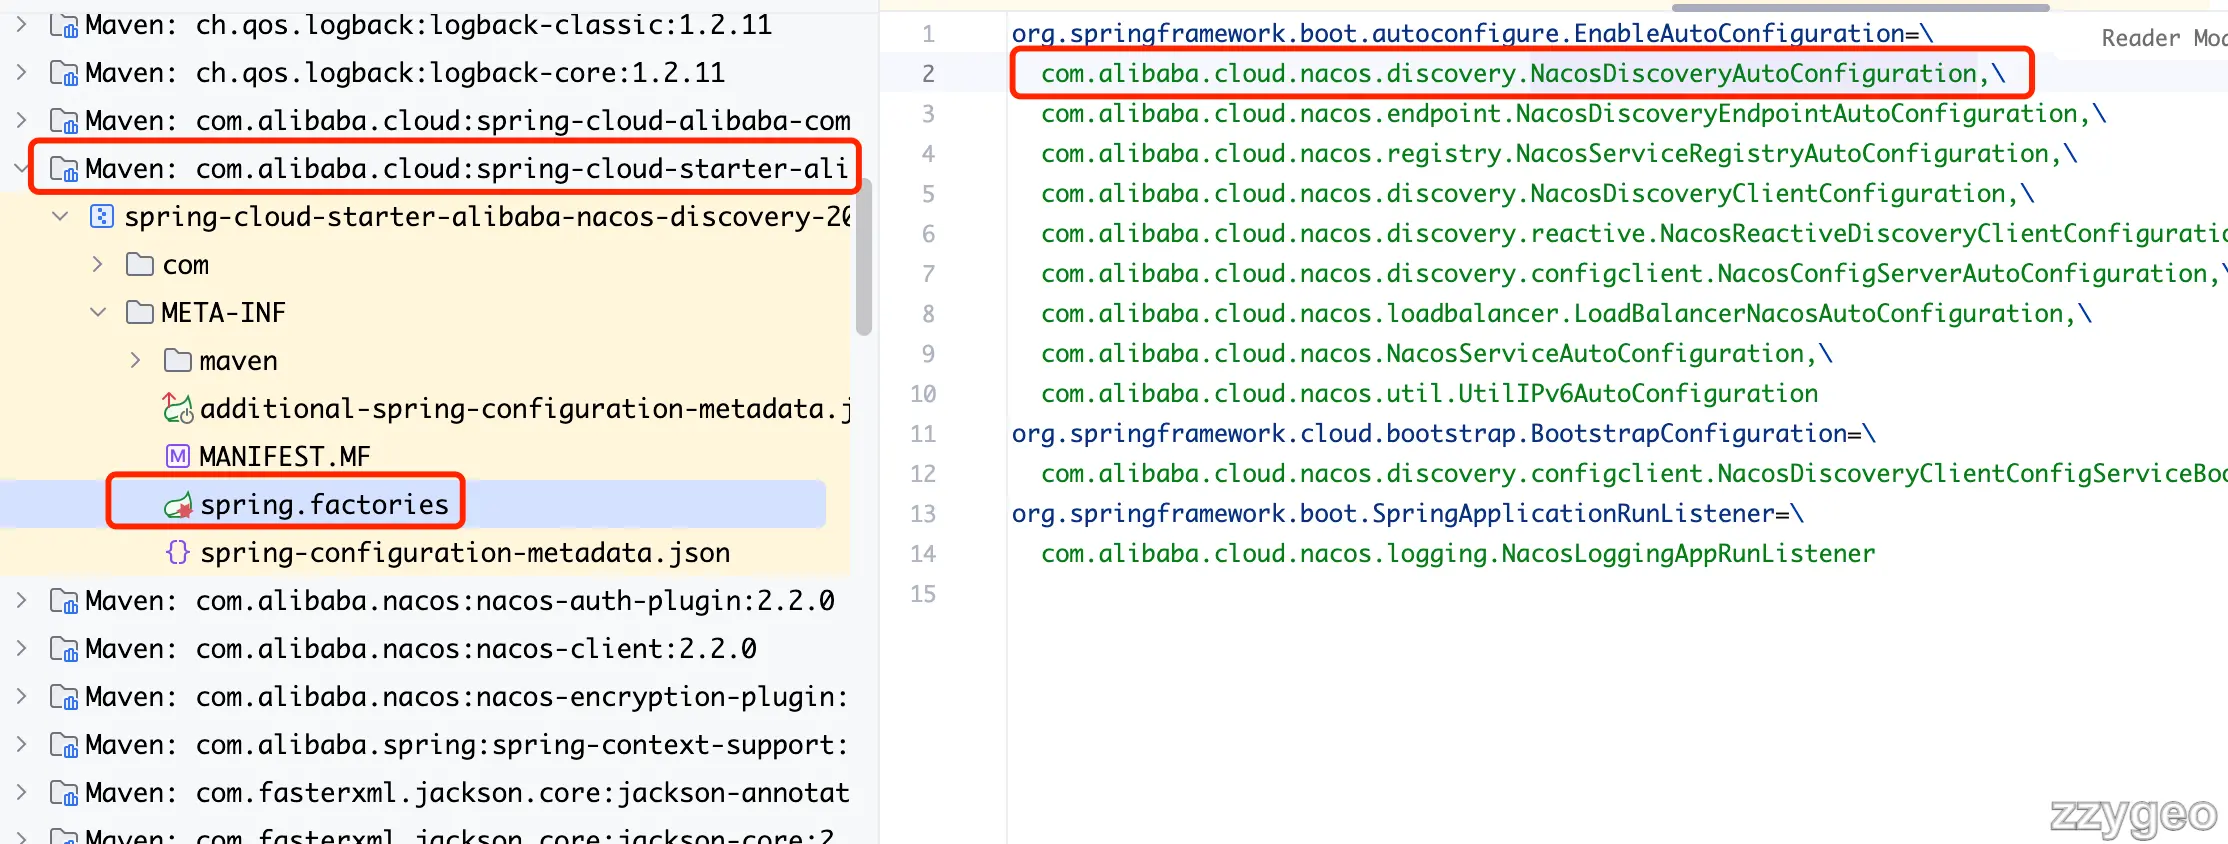 Maven: ch.qos.logback:logback-classic:1.2.11
Maven: ch.qos.logback:logback-core:1.2.11
Maven: com.alibaba.cloud:spring-cloud-alibaba-com
Maven: com.alibaba.cloud:spring-cloud-starter-ali
spring-cloud-starter-alibaba-nacos-discovery-20
com
META-INF
maven
additional-spring-configuration-metadata.j
MANIFEST.MF
spring.factories
spring-configuration-metadata.json
Maven: com.alibaba.nacos:nacos-auth-plugin:2.2.0
Maven: com.alibaba.nacos:nacos-client:2.2.0
Maven: com.alibaba.nacos:nacos-encryption-plugin:
Maven: com.alibaba.spring:spring-context-support:
Maven: com.fasterxml.jackson.core:jackson-annotat
Maven: com.fasterxml.jackson.core:jackson-core:2
1 org.springframework.boot.autoconfigure.EnableAutoConfiguration=\
Reader Mod
2 com.alibaba.cloud.nacos.discovery.NacosDiscoveryAutoConfiguration,\
3 com.alibaba.cloud.nacos.endpoint.NacosDiscoveryEndpointAutoConfiguration,\
4 com.alibaba.cloud.nacos.registry.NacosServiceRegistryAutoConfiguration,\
5 com.alibaba.cloud.nacos.discovery.NacosDiscoveryClientConfiguration,\
6 com.alibaba.cloud.nacos.discovery.reactive.NacosReactiveDiscoveryClientConfiguratio
7 com.alibaba.cloud.nacos.discovery.configclient.NacosConfigServerAutoConfiguration,\
8 com.alibaba.cloud.nacos.loadbalancer.LoadBalancerNacosAutoConfiguration,\
9 com.alibaba.cloud.nacos.NacosServiceAutoConfiguration,\
10 com.alibaba.cloud.nacos.util.UtilIPv6AutoConfiguration
11 org.springframework.cloud.bootstrap.BootstrapConfiguration=\
12 com.alibaba.cloud.nacos.discovery.configclient.NacosDiscoveryClientConfigServiceBoo
13 org.springframework.boot.SpringApplicationRunListener=\
14 com.alibaba.cloud.nacos.logging.NacosLoggingAppRunListener
15
zzygeo